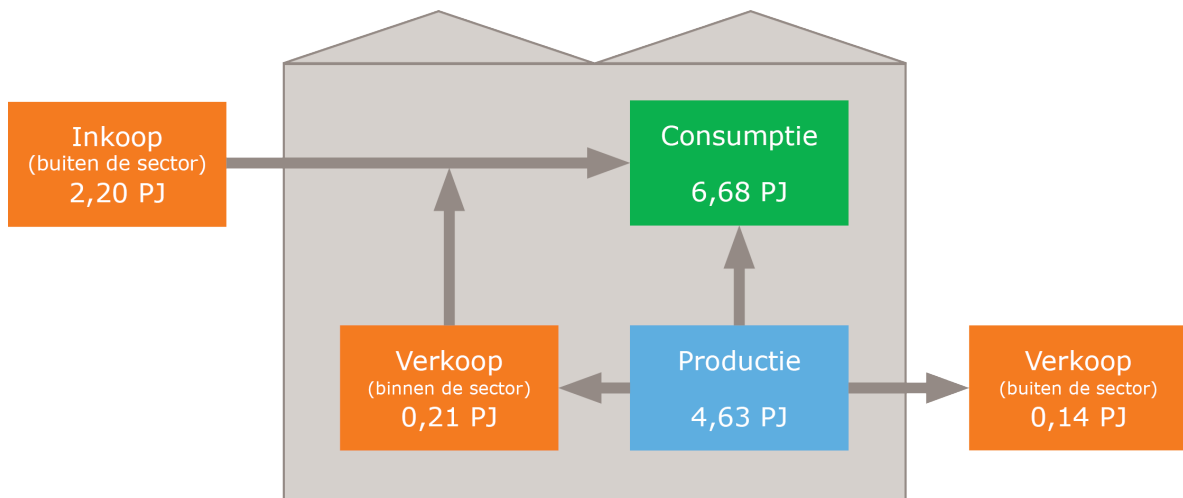 Inkoop
(buiten de sector)
2,20 PJ
Consumptie
6,68 PJ
Verkoop
(binnen de sector)
0,21 PJ
Productie
4,63 PJ
Verkoop
(buiten de sector)
0,14 PJ